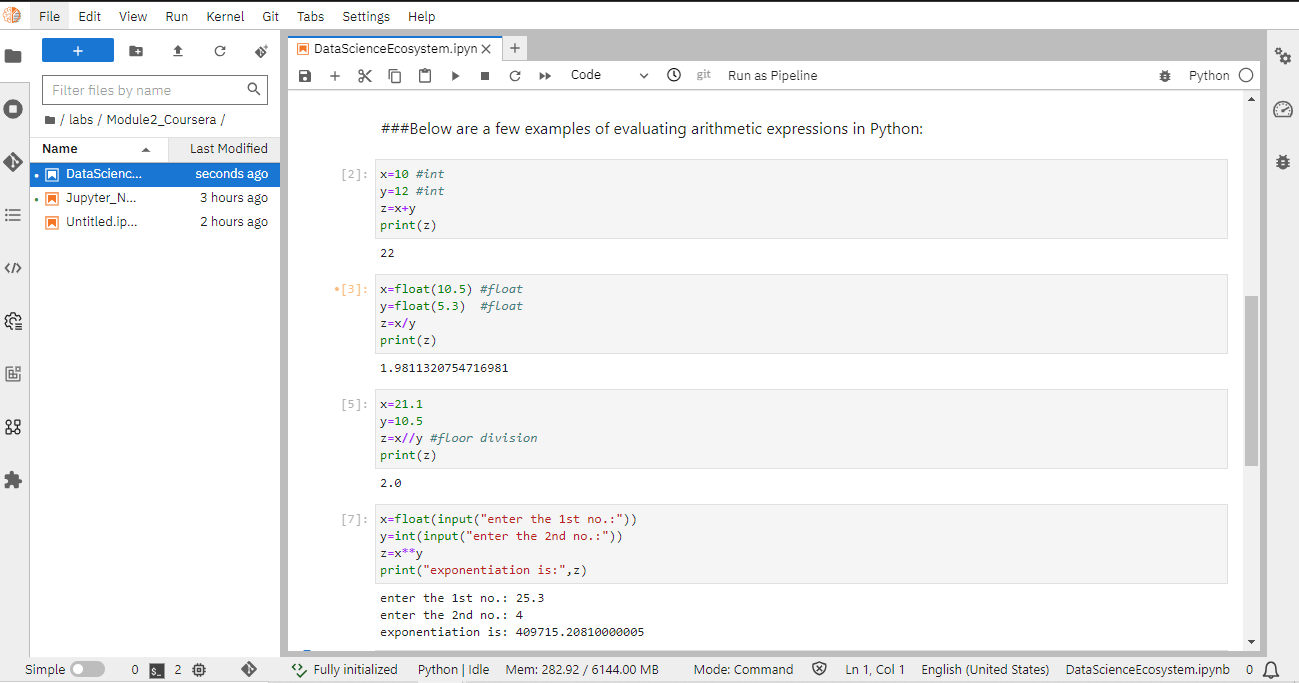 File Edit View Run Kernel Git Tabs Settings Help
+
Filter files by name
/ labs / Module2_Coursera /
Name Last Modified
DataScienc... seconds ago
Jupyter_N... 3 hours ago
Untitled.ip... 2 hours ago
DataScienceEcosystem.ipyn × +
Code git Run as Pipeline Python
###Below are a few examples of evaluating arithmetic expressions in Python:
[2]: x=10 #int
y=12 #int
z=x+y
print(z)
22
•[3]: x=float(10.5) #float
y=float(5.3)  #float
z=x/y
print(z)
1.9811320754716981
[5]: x=21.1
y=10.5
z=x//y #floor division
print(z)
2.0
[7]: x=float(input("enter the 1st no.:"))
y=int(input("enter the 2nd no.:"))
z=x**y
print("exponentiation is:",z)
enter the 1st no.: 25.3
enter the 2nd no.: 4
exponentiation is: 409715.20810000005
Simple 0 2 Fully initialized Python | Idle Mem: 282.92 / 6144.00 MB Mode: Command Ln 1, Col 1 English (United States) DataScienceEcosystem.ipynb 0